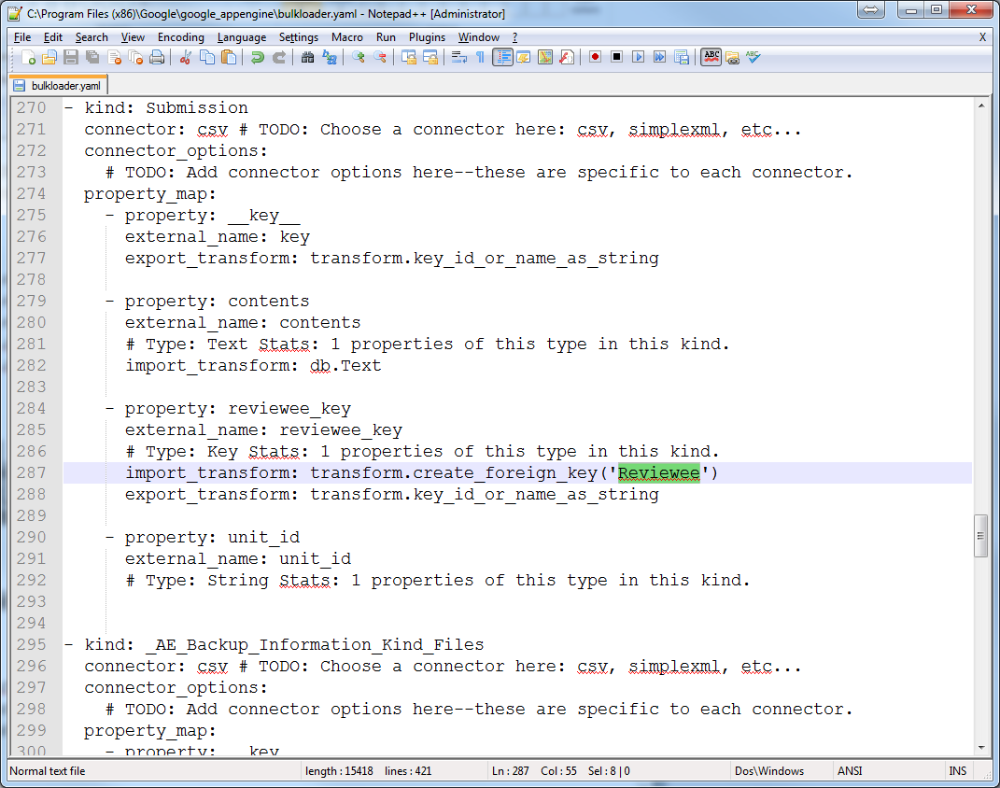 C:\Program Files (x86)\Google\google_appengine\bulkloader.yaml - Notepad++ [Administrator]
File Edit Search View Encoding Language Settings Macro Run Plugins Window ? X
ABC ABC
bulkloader.yaml
270 - kind: Submission
271 connector: csv # TODO: Choose a connector here: csv, simplexml, etc...
272 connector_options:
273 # TODO: Add connector options here--these are specific to each connector.
274 property_map:
275 - property: __key__
276 external_name: key
277 export_transform: transform.key_id_or_name_as_string
278
279 - property: contents
280 external_name: contents
281 # Type: Text Stats: 1 properties of this type in this kind.
282 import_transform: db.Text
283
284 - property: reviewee_key
285 external_name: reviewee_key
286 # Type: Key Stats: 1 properties of this type in this kind.
287 import_transform: transform.create_foreign_key('Reviewee')
288 export_transform: transform.key_id_or_name_as_string
289
290 - property: unit_id
291 external_name: unit_id
292 # Type: String Stats: 1 properties of this type in this kind.
293
294
295 - kind: _AE_Backup_Information_Kind_Files
296 connector: csv # TODO: Choose a connector here: csv, simplexml, etc...
297 connector_options:
298 # TODO: Add connector options here--these are specific to each connector.
299 property_map:
300 - property: __key__
Normal text file length : 15418 lines : 421 Ln : 287 Col : 55 Sel : 8 | 0 Dos\Windows ANSI INS